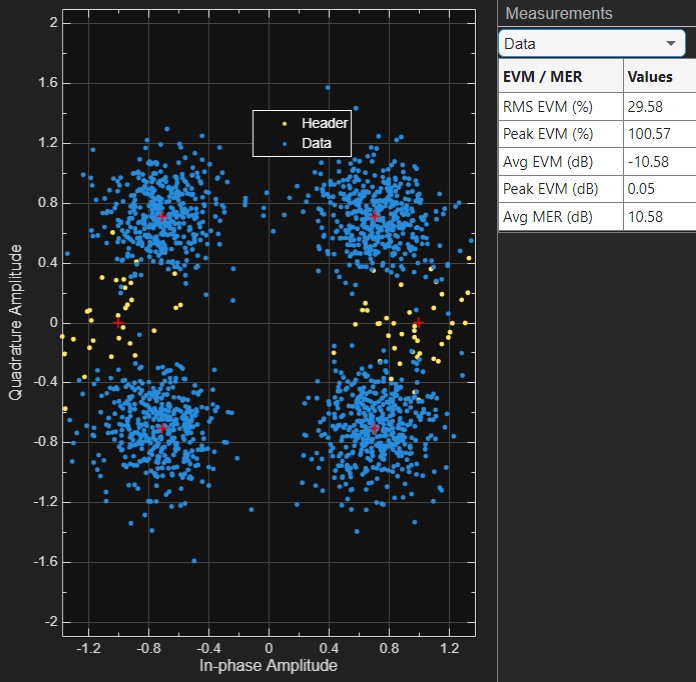 2
1.6
1.2
0.8
0.4
0
-0.4
-0.8
-1.2
-1.6
-2
Quadrature Amplitude
Header
Data
-1.2 -0.8 -0.4 0 0.4 0.8 1.2
In-phase Amplitude
Measurements
Data
EVM / MER Values
RMS EVM (%) 29.58
Peak EVM (%) 100.57
Avg EVM (dB) -10.58
Peak EVM (dB) 0.05
Avg MER (dB) 10.58